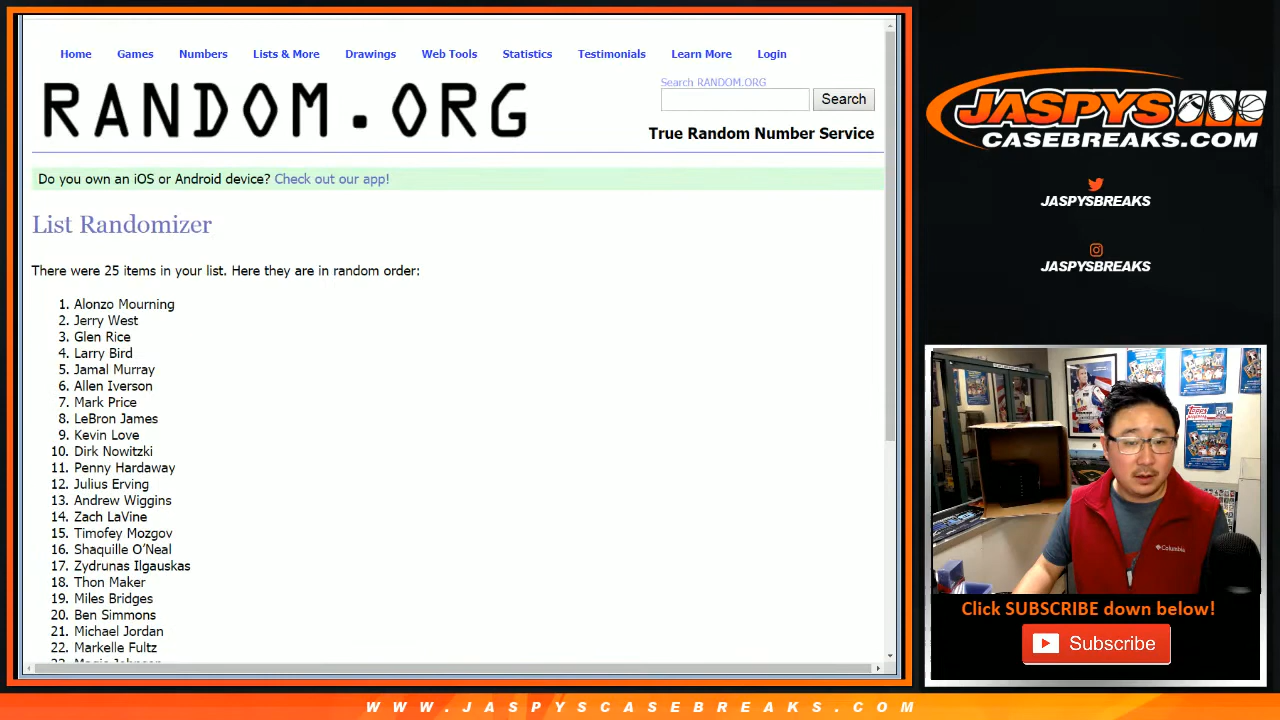 Home Games Numbers Lists & More Drawings Web Tools Statistics Testimonials Learn More Login
RANDOM.ORG
Search RANDOM.ORG
Search
True Random Number Service
Do you own an iOS or Android device? Check out our app!
List Randomizer
There were 25 items in your list. Here they are in random order:
1. Alonzo Mourning
2. Jerry West
3. Glen Rice
4. Larry Bird
5. Jamal Murray
6. Allen Iverson
7. Mark Price
8. LeBron James
9. Kevin Love
10. Dirk Nowitzki
11. Penny Hardaway
12. Julius Erving
13. Andrew Wiggins
14. Zach LaVine
15. Timofey Mozgov
16. Shaquille O'Neal
17. Zydrunas Ilgauskas
18. Thon Maker
19. Miles Bridges
20. Ben Simmons
21. Michael Jordan
22. Markelle Fultz
JASPYS
CASEBREAKS.COM
JASPYSBREAKS
JASPYSBREAKS
Columbia
Click SUBSCRIBE down below!
Subscribe
WWW.JASPYSCASEBREAKS.COM